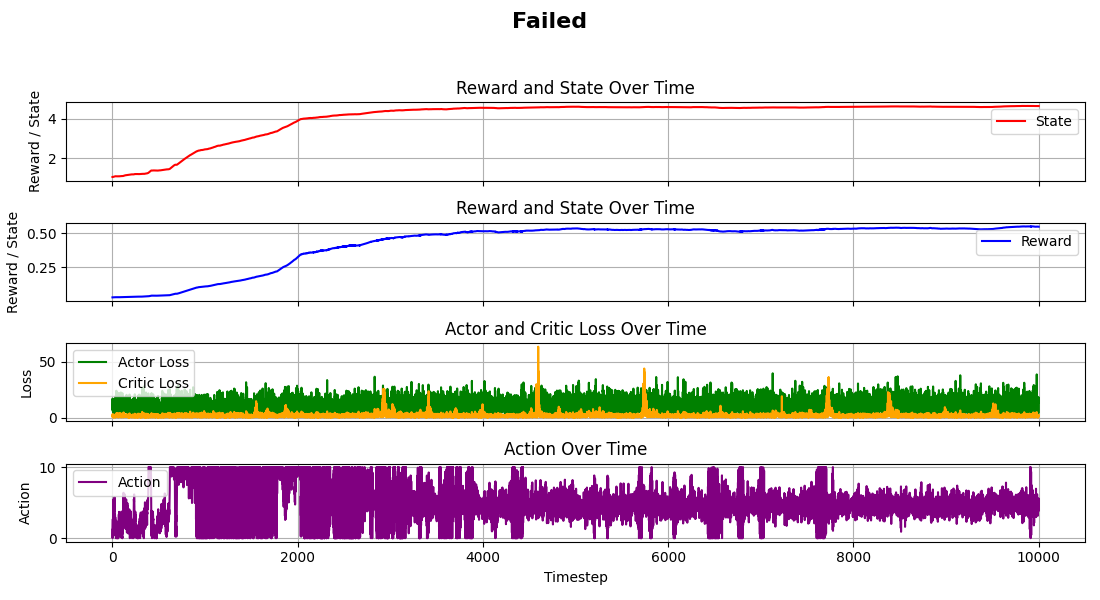 Failed
Reward and State Over Time
Reward / State
4
2
State
Reward and State Over Time
Reward / State
0.50
0.25
Reward
Actor and Critic Loss Over Time
Loss
50
0
Actor Loss
Critic Loss
Action Over Time
Action
10
0
Action
0 2000 4000 6000 8000 10000
Timestep